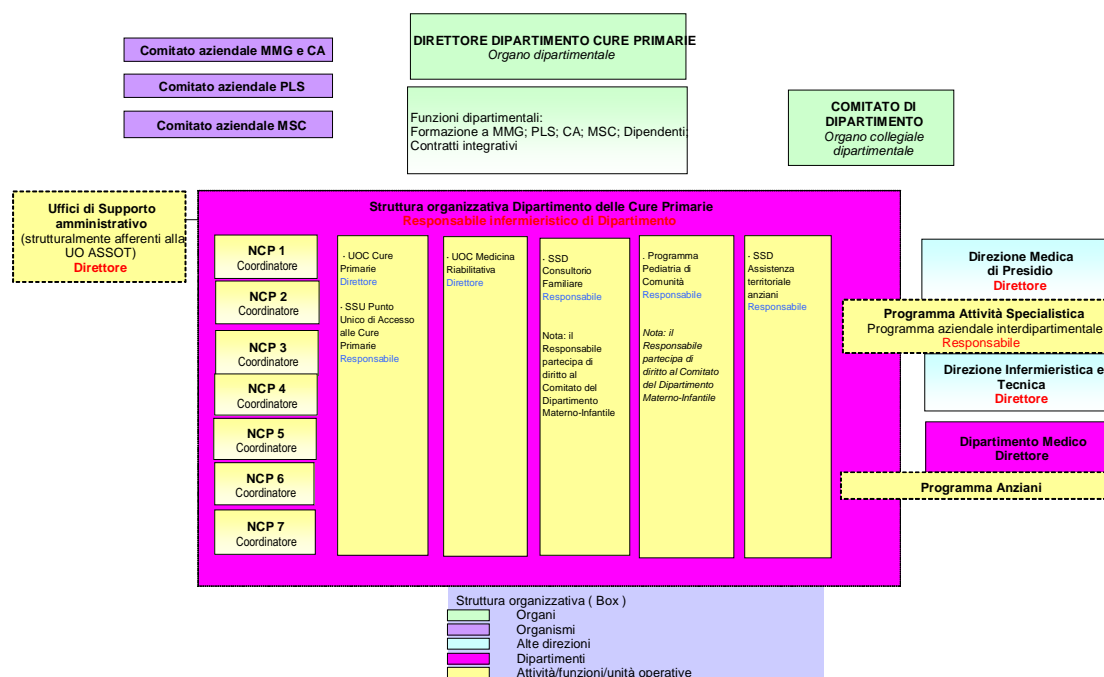 Comitato aziendale MMG e CA
Comitato aziendale PLS
Comitato aziendale MSC
DIRETTORE DIPARTIMENTO CURE PRIMARIE
Organo dipartimentale
Funzioni dipartimentali:
Formazione a MMG; PLS; CA; MSC; Dipendenti;
Contratti integrativi
COMITATO DI
DIPARTIMENTO
Organo collegiale
dipartimentale
Uffici di Supporto
amministrativo
(strutturalmente afferenti alla
UO ASSOT)
Direttore
Struttura organizzativa Dipartimento delle Cure Primarie
Responsabile Infermieristico di Dipartimento
NCP 1
Coordinatore
NCP 2
Coordinatore
NCP 3
Coordinatore
NCP 4
Coordinatore
NCP 5
Coordinatore
NCP 6
Coordinatore
NCP 7
Coordinatore
- UOC Cure
Primarie
Direttore
- SSU Punto
Unico di Accesso
alle Cure
Primarie
Responsabile
- UOC Medicina
Riabilitativa
Direttore
- SSD
Consultorio
Familiare
Responsabile
Nota: il
Responsabile
partecipa di
diritto al
Comitato del
Dipartimento
Materno-Infantile
- Programma
Pediatria di
Comunità
Responsabile
Nota: il
Responsabile
partecipa di
diritto al Comitato
del Dipartimento
Materno-Infantile
- SSD
Assistenza
territoriale
anziani
Responsabile
Direzione Medica
di Presidio
Direttore
Programma Attività Specialistica
Programma aziendale interdipartimentale
Responsabile
Direzione Infermieristica e
Tecnica
Direttore
Dipartimento Medico
Direttore
Programma Anziani
Struttura organizzativa ( Box )
Organi
Organismi
Alte direzioni
Dipartimenti
Attività/funzioni/unità operative